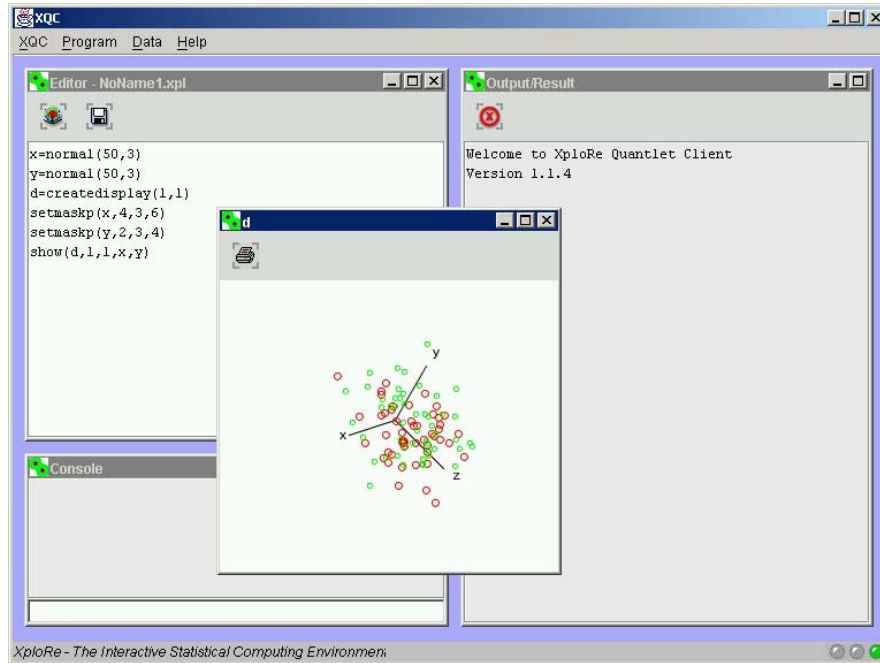 XQC
XQC Program Data Help
Editor - NoName1.xpl
x=normal(50,3)
y=normal(50,3)
d=createdisplay(1,1)
setmaskp(x,4,3,6)
setmaskp(y,2,3,4)
show(d,1,1,x,y)
Output/Result
Welcome to XploRe Quantlet Client
Version 1.1.4
d
y
x
z
Console
XploRe - The Interactive Statistical Computing Environmen